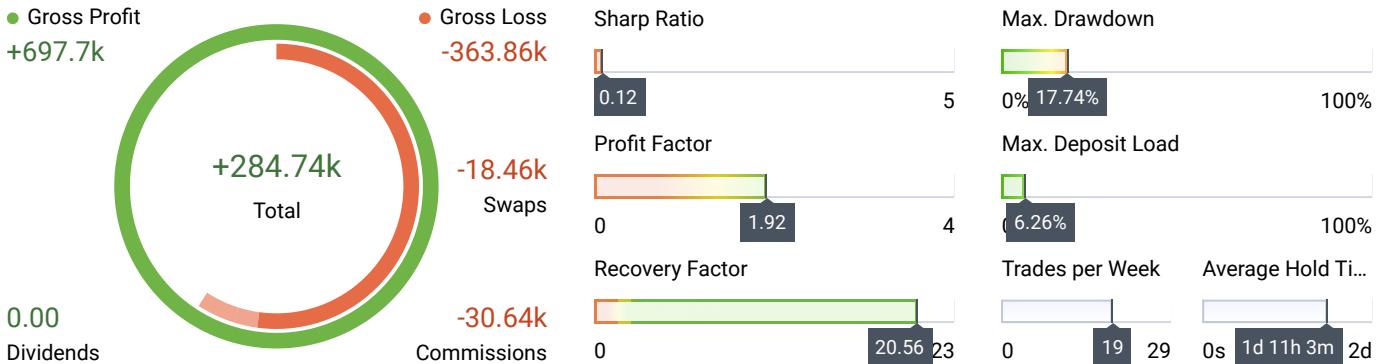 Gross Profit
+697.7k
Gross Loss
-363.86k
+284.74k
Total
-18.46k
Swaps
0.00
Dividends
-30.64k
Commissions
Sharp Ratio
0.12
5
Profit Factor
0
1.92
4
Recovery Factor
0
20.56
23
Max. Drawdown
0%
17.74%
100%
Max. Deposit Load
6.26%
100%
Trades per Week
0
19
29
Average Hold Ti...
0s
1d 11h 3m
2d